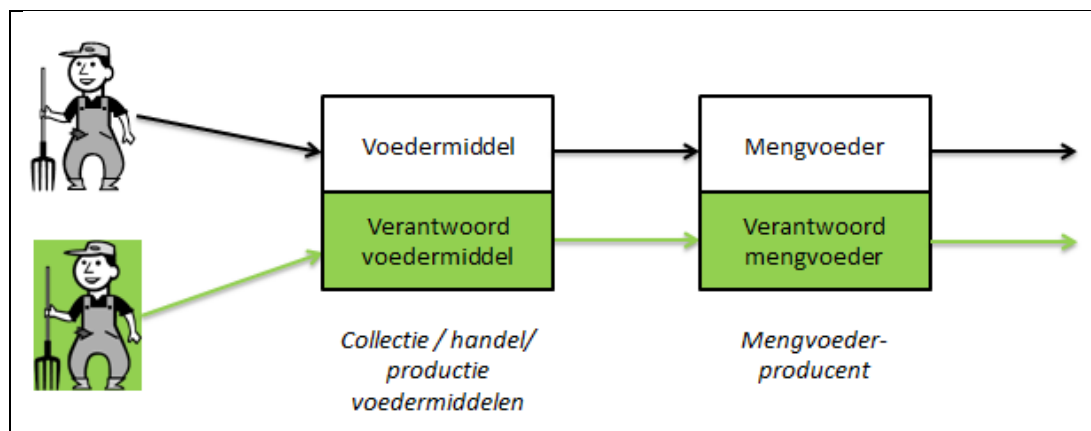 Voedermiddel
Mengvoeder
Verantwoord
voedermiddel
Verantwoord
mengvoeder
Collectie / handel/
productie
voedermiddelen
Mengvoeder-
producent